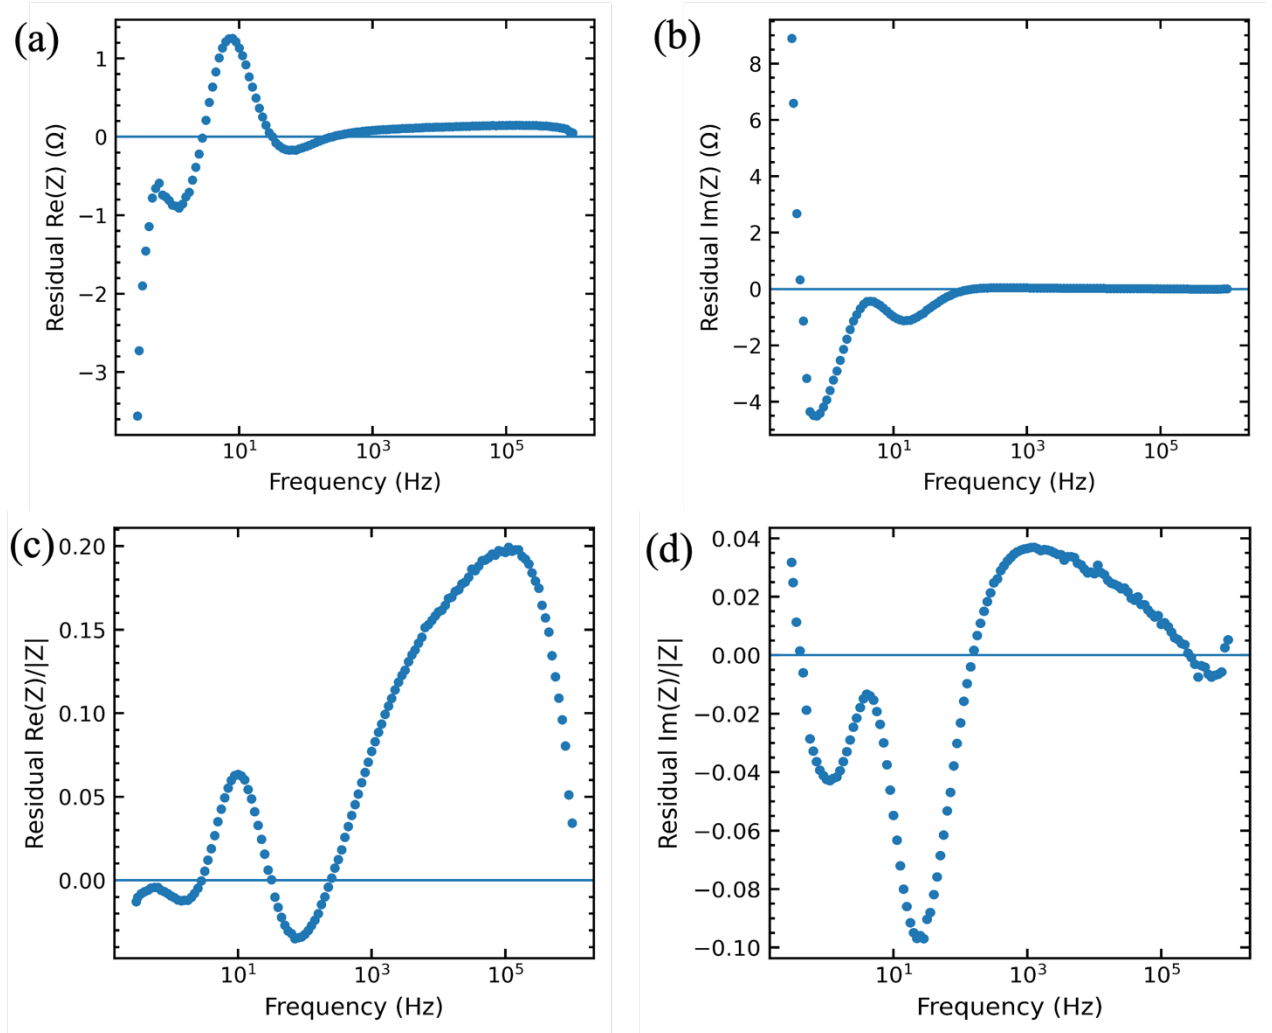 (a)
Residual Re(Z) (Ω)
1
0
−1
−2
−3
10¹ 10³ 10⁵
Frequency (Hz)
(b)
Residual Im(Z) (Ω)
8
6
4
2
0
−2
−4
10¹ 10³ 10⁵
Frequency (Hz)
(c)
Residual Re(Z)/|Z|
0.20
0.15
0.10
0.05
0.00
10¹ 10³ 10⁵
Frequency (Hz)
(d)
Residual Im(Z)/|Z|
0.04
0.02
0.00
−0.02
−0.04
−0.06
−0.08
−0.10
10¹ 10³ 10⁵
Frequency (Hz)